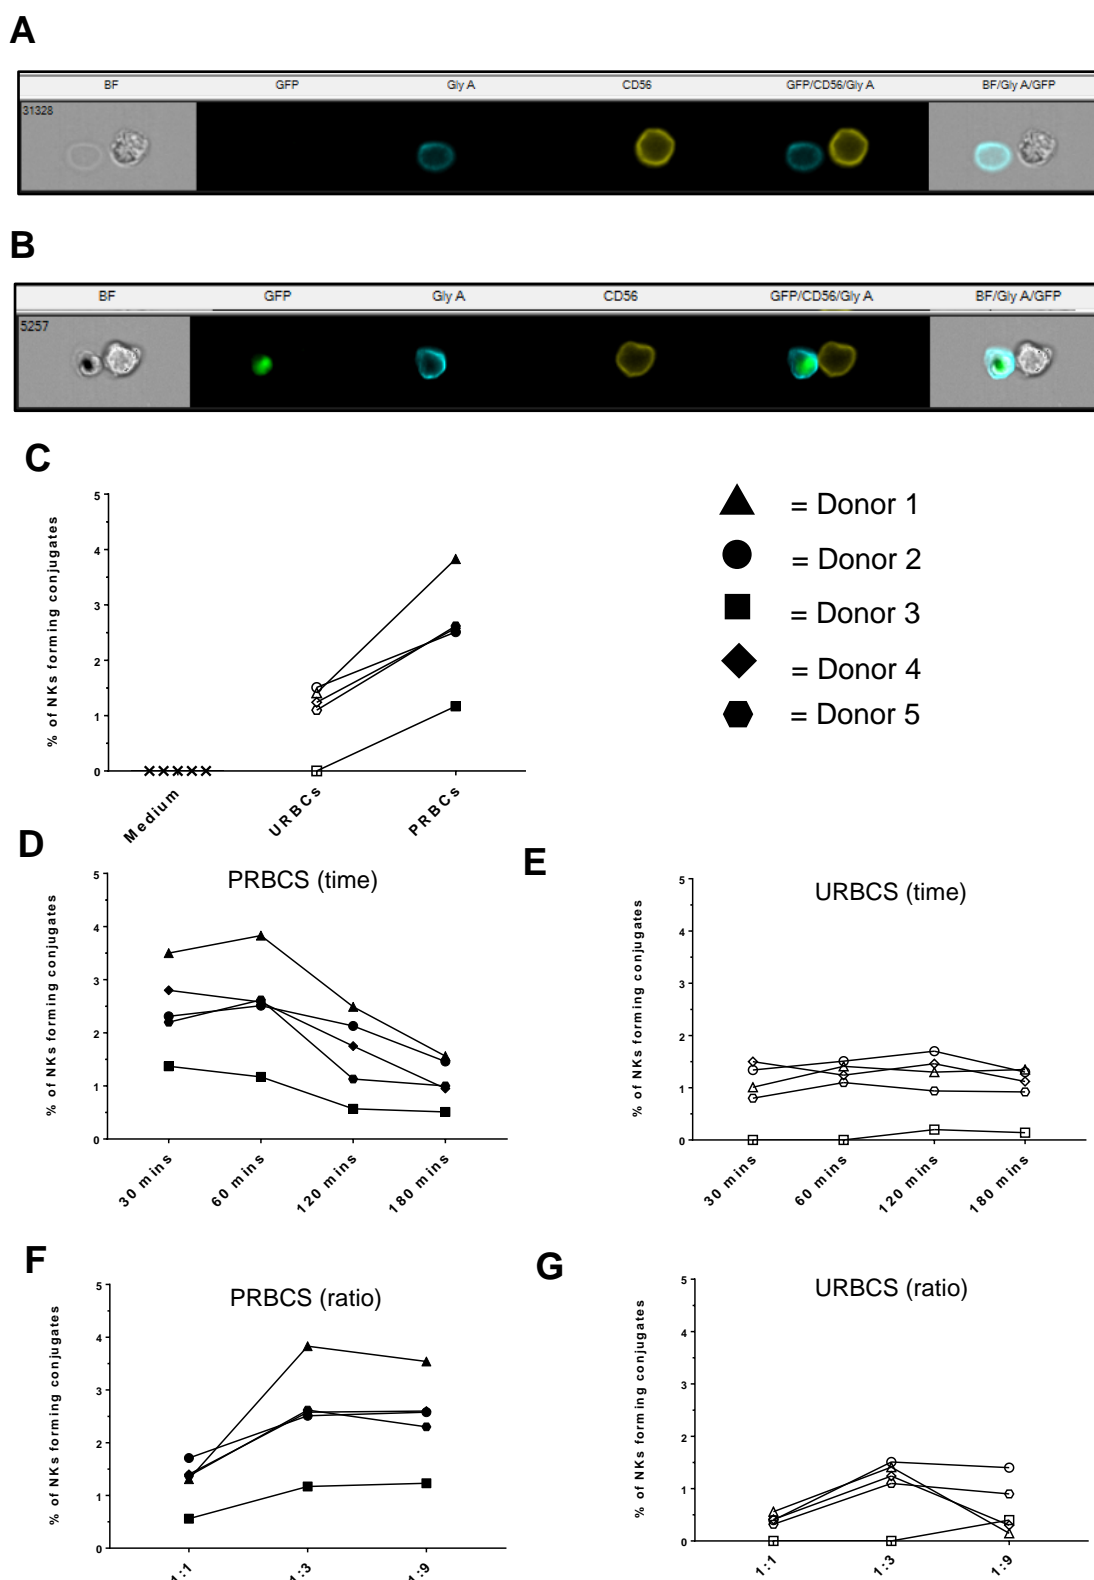 A
BF GFP Gly A CD56 GFP/CD56/Gly A BF/Gly A/GFP
31328
B
BF GFP Gly A CD56 GFP/CD56/Gly A BF/Gly A/GFP
5257
C
% of NKs forming conjugates
5
4
3
2
1
0
Medium URBCs PRBCs
= Donor 1
= Donor 2
= Donor 3
= Donor 4
= Donor 5
D
PRBCS (time)
% of NKs forming conjugates
5
4
3
2
1
0
30 mins 60 mins 120 mins 180 mins
E
URBCS (time)
% of NKs forming conjugates
5
4
3
2
1
0
30 mins 60 mins 120 mins 180 mins
F
PRBCS (ratio)
% of NKs forming conjugates
5
4
3
2
1
0
1:1 1:3 1:9
G
URBCS (ratio)
% of NKs forming conjugates
5
4
3
2
1
0
1:1 1:3 1:9